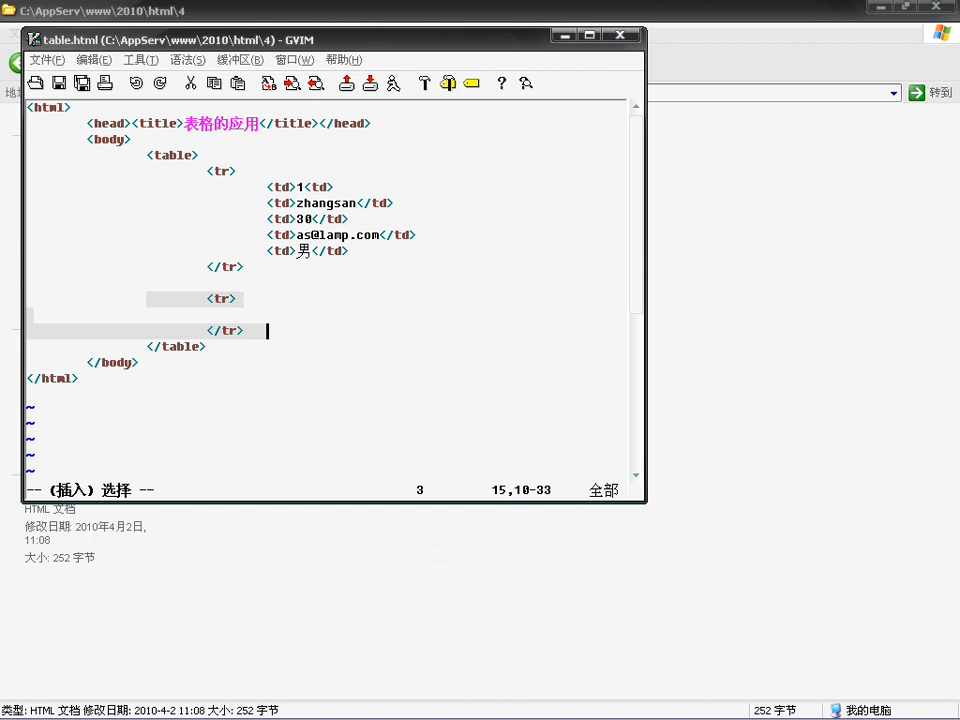 C:\AppServ\www\2010\html\4
table.html (C:\AppServ\www\2010\html\4) - GVIM
文件(F) 编辑(E) 工具(T) 语法(S) 缓冲区(B) 窗口(W) 帮助(H)
转到
<html>
<head><title>表格的应用</title></head>
<body>
<table>
<tr>
<td>1<td>
<td>zhangsan</td>
<td>30</td>
<td>as@lamp.com</td>
<td>男</td>
</tr>
<tr>
</tr>
</table>
</body>
</html>
~
~
~
~
~
-- (插入) 选择 -- 3 15,10-33 全部
HTML 文档
修改日期: 2010年4月2日,
11:08
大小: 252 字节
类型: HTML 文档 修改日期: 2010-4-2 11:08 大小: 252 字节 252 字节 我的电脑